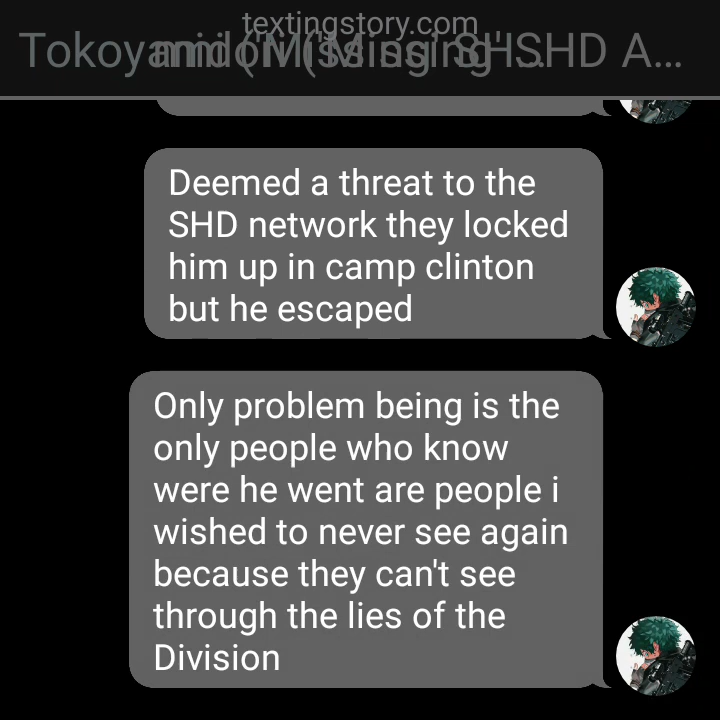 textingstory.com
Deemed a threat to the
SHD network they locked
him up in camp clinton
but he escaped
Only problem being is the
only people who know
were he went are people i
wished to never see again
because they can't see
through the lies of the
Division